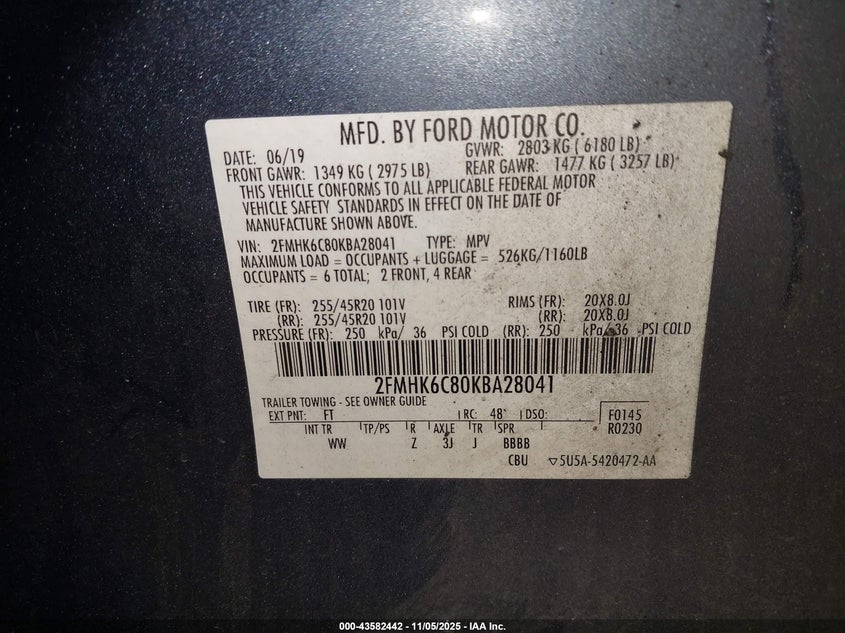 MFD. BY FORD MOTOR CO.
DATE: 06/19 GVWR: 2803 KG ( 6180 LB)
FRONT GAWR: 1349 KG ( 2975 LB) REAR GAWR: 1477 KG ( 3257 LB)
THIS VEHICLE CONFORMS TO ALL APPLICABLE FEDERAL MOTOR
VEHICLE SAFETY STANDARDS IN EFFECT ON THE DATE OF
MANUFACTURE SHOWN ABOVE.
VIN: 2FMHK6C80KBA28041 TYPE: MPV
MAXIMUM LOAD = OCCUPANTS + LUGGAGE = 526KG/1160LB
OCCUPANTS = 6 TOTAL; 2 FRONT, 4 REAR
TIRE (FR): 255/45R20 101V RIMS (FR): 20X8.0J
(RR): 255/45R20 101V (RR): 20X8.0J
PRESSURE (FR): 250 kPa/ 36 PSI COLD (RR): 250 kPa/ 36 PSI COLD
2FMHK6C80KBA28041
TRAILER TOWING - SEE OWNER GUIDE
EXT PNT: FT RC: 48 DSO: F0145
INT TR TP/PS R AXLE TR SPR R0230
WW Z 3J J BBBB
CBU ▽5U5A-5420472-AA
000-43582442 - 11/05/2025 - IAA Inc.